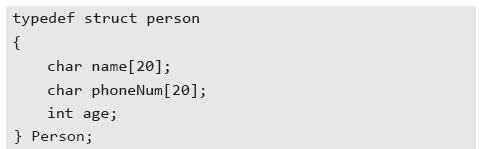 typedef struct person
{
    char name[20];
    char phoneNum[20];
    int age;
} Person;